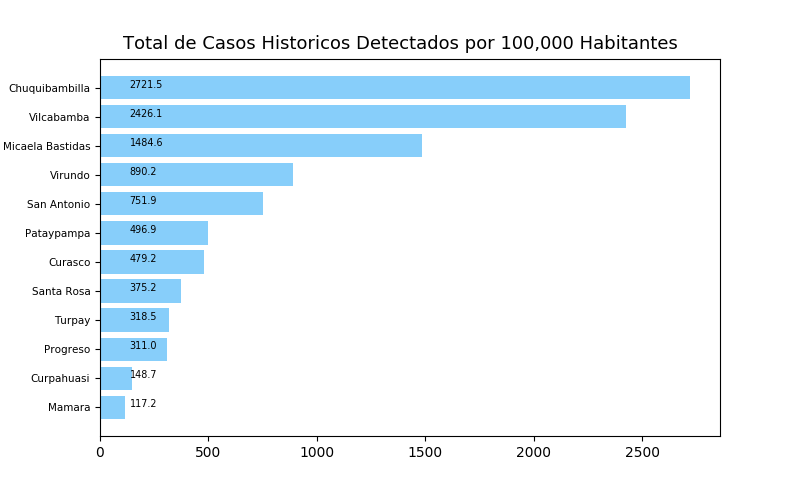 Total de Casos Historicos Detectados por 100,000 Habitantes
Chuquibambilla 2721.5
Vilcabamba 2426.1
Micaela Bastidas 1484.6
Virundo 890.2
San Antonio 751.9
Pataypampa 496.9
Curasco 479.2
Santa Rosa 375.2
Turpay 318.5
Progreso 311.0
Curpahuasi 148.7
Mamara 117.2
0 500 1000 1500 2000 2500